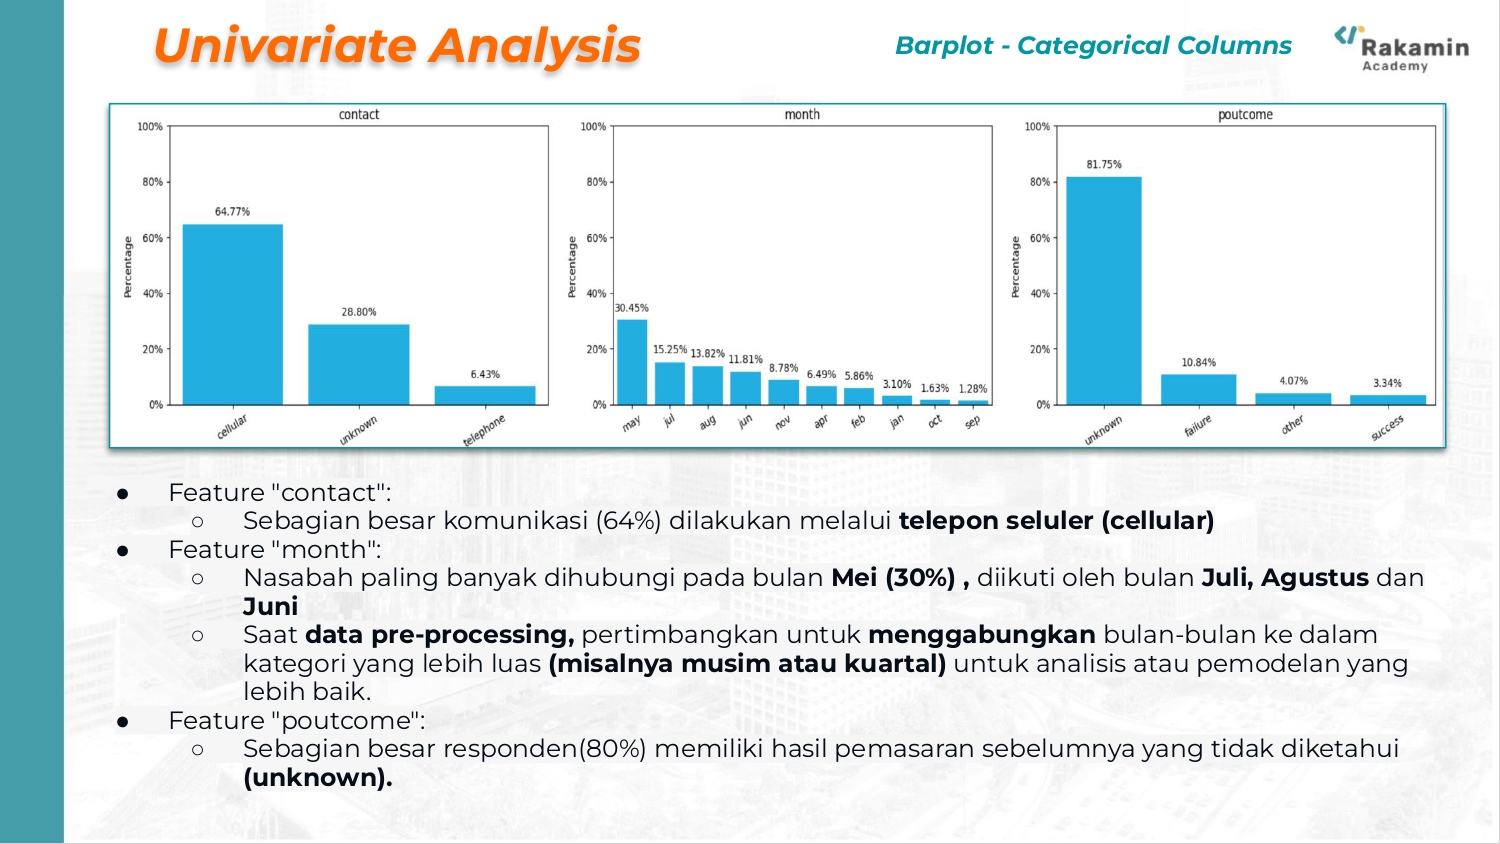 Univariate Analysis
Barplot - Categorical Columns
Rakamin
Academy
contact
100%
80%
60%
40%
20%
0%
Percentage
64.77%
28.80%
6.43%
cellular
unknown
telephone
month
100%
80%
60%
40%
20%
0%
Percentage
30.45%
15.25%
13.82%
11.81%
8.78%
6.49%
5.86%
3.10%
1.63%
1.28%
may
jul
aug
jun
nov
apr
feb
jan
oct
sep
poutcome
100%
80%
60%
40%
20%
0%
Percentage
81.75%
10.84%
4.07%
3.34%
unknown
failure
other
success
● Feature "contact":
○ Sebagian besar komunikasi (64%) dilakukan melalui telepon seluler (cellular)
● Feature "month":
○ Nasabah paling banyak dihubungi pada bulan Mei (30%) , diikuti oleh bulan Juli, Agustus dan
Juni
○ Saat data pre-processing, pertimbangkan untuk menggabungkan bulan-bulan ke dalam
kategori yang lebih luas (misalnya musim atau kuartal) untuk analisis atau pemodelan yang
lebih baik.
● Feature "poutcome":
○ Sebagian besar responden(80%) memiliki hasil pemasaran sebelumnya yang tidak diketahui
(unknown).